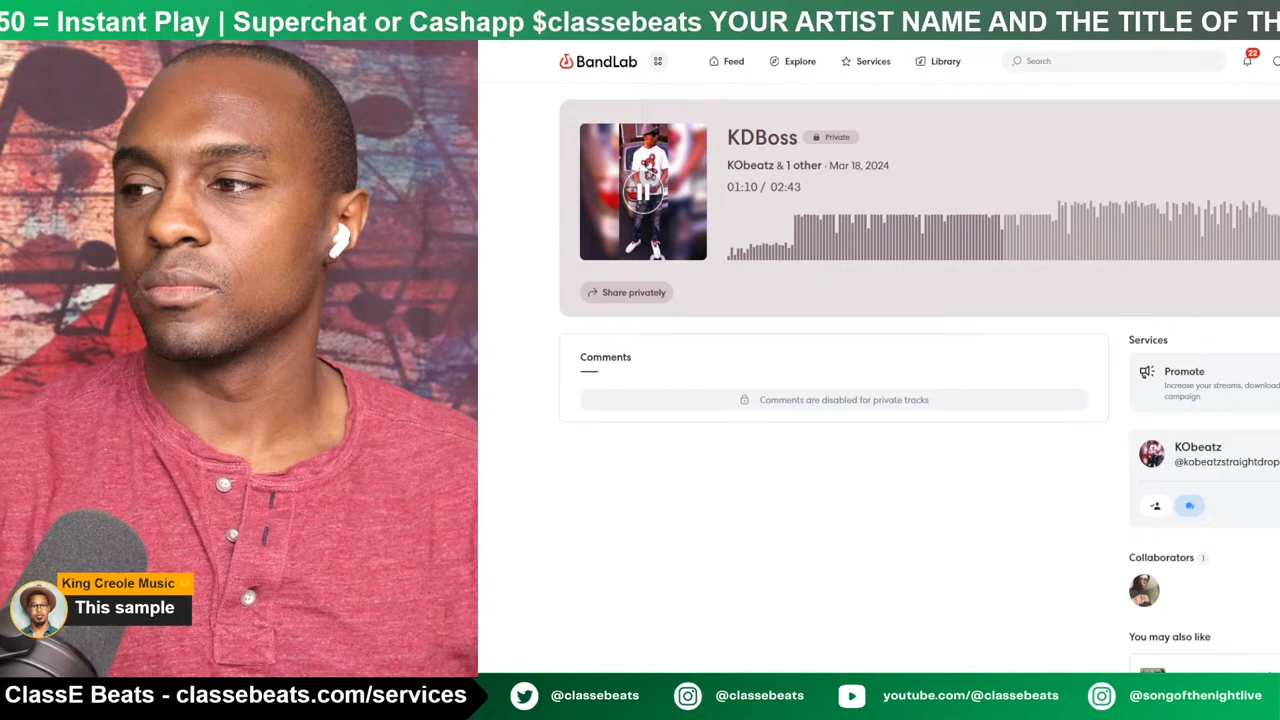 50 = Instant Play | Superchat or Cashapp $classebeats YOUR ARTIST NAME AND THE TITLE OF TH
BandLab
Feed
Explore
Services
Library
Search
22
KDBoss
Private
KObeatz & 1 other · Mar 18, 2024
01:10 / 02:43
Share privately
Comments
Comments are disabled for private tracks
Services
Promote
Increase your streams, download
campaign
KObeatz
@kobeatzstraightdrop
Collaborators 1
You may also like
King Creole Music
This sample
ClassE Beats - classebeats.com/services
@classebeats
@classebeats
youtube.com/@classebeats
@songofthenightlive